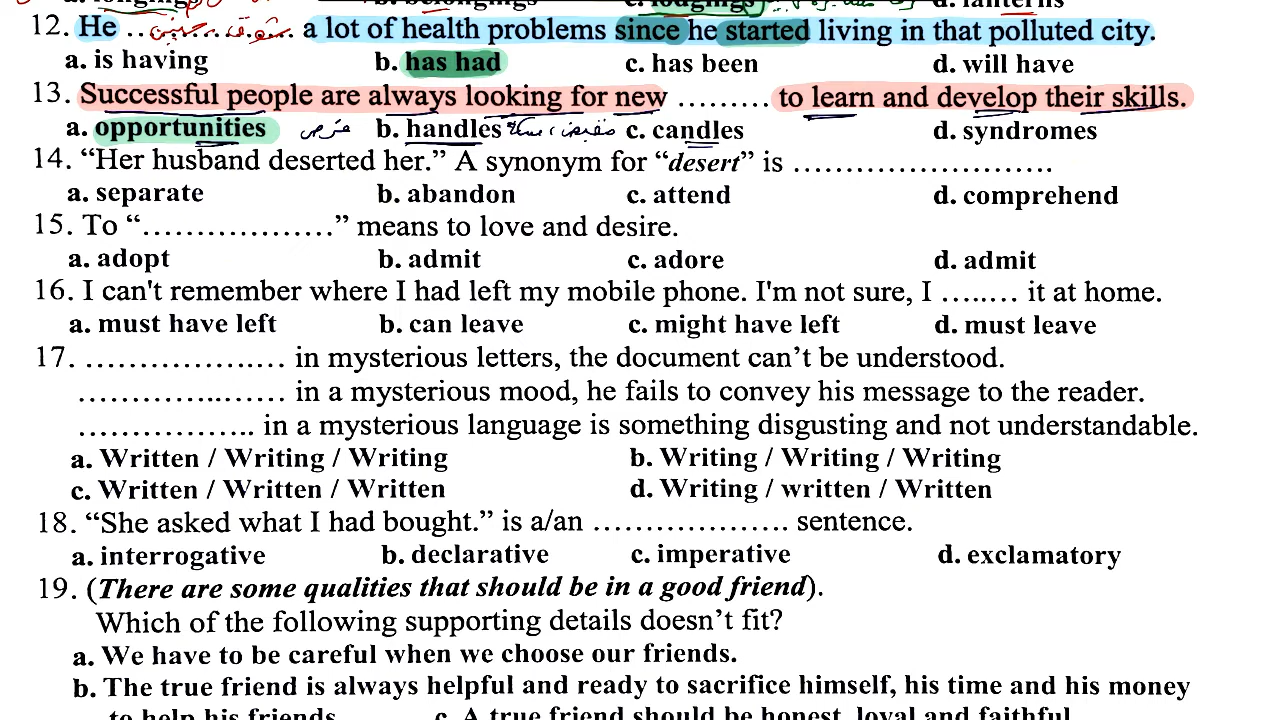 12. He ........ a lot of health problems since he started living in that polluted city.
a. is having b. has had c. has been d. will have
13. Successful people are always looking for new ......... to learn and develop their skills.
a. opportunities فرص b. handles مقبض، مسكة c. candles d. syndromes
14. “Her husband deserted her.” A synonym for “desert” is ..........................
a. separate b. abandon c. attend d. comprehend
15. To “...................” means to love and desire.
a. adopt b. admit c. adore d. admit
16. I can't remember where I had left my mobile phone. I'm not sure, I ........ it at home.
a. must have left b. can leave c. might have left d. must leave
17. .................... in mysterious letters, the document can’t be understood.
.................... in a mysterious mood, he fails to convey his message to the reader.
................. in a mysterious language is something disgusting and not understandable.
a. Written / Writing / Writing b. Writing / Writing / Writing
c. Written / Written / Written d. Writing / written / Written
18. “She asked what I had bought.” is a/an ................... sentence.
a. interrogative b. declarative c. imperative d. exclamatory
19. (There are some qualities that should be in a good friend).
Which of the following supporting details doesn’t fit?
a. We have to be careful when we choose our friends.
b. The true friend is always helpful and ready to sacrifice himself, his time and his money
to help his friends. c. A true friend should be honest, loyal and faithful